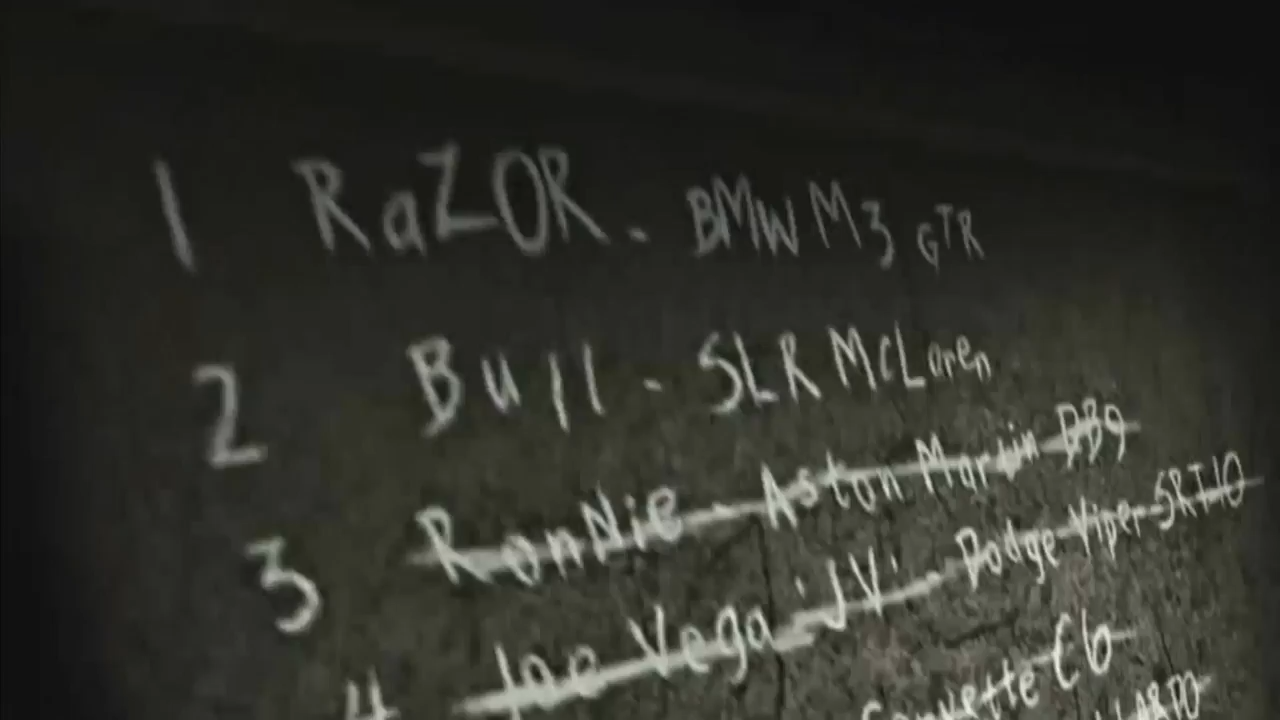 1 RaZOR. BMW M3 GTR
2 Bull - SLR McLaren
3 RonNie - Aston Martin DB9
4 Joe Vega 'JV' - Dodge Viper SRT10
Corvette C6